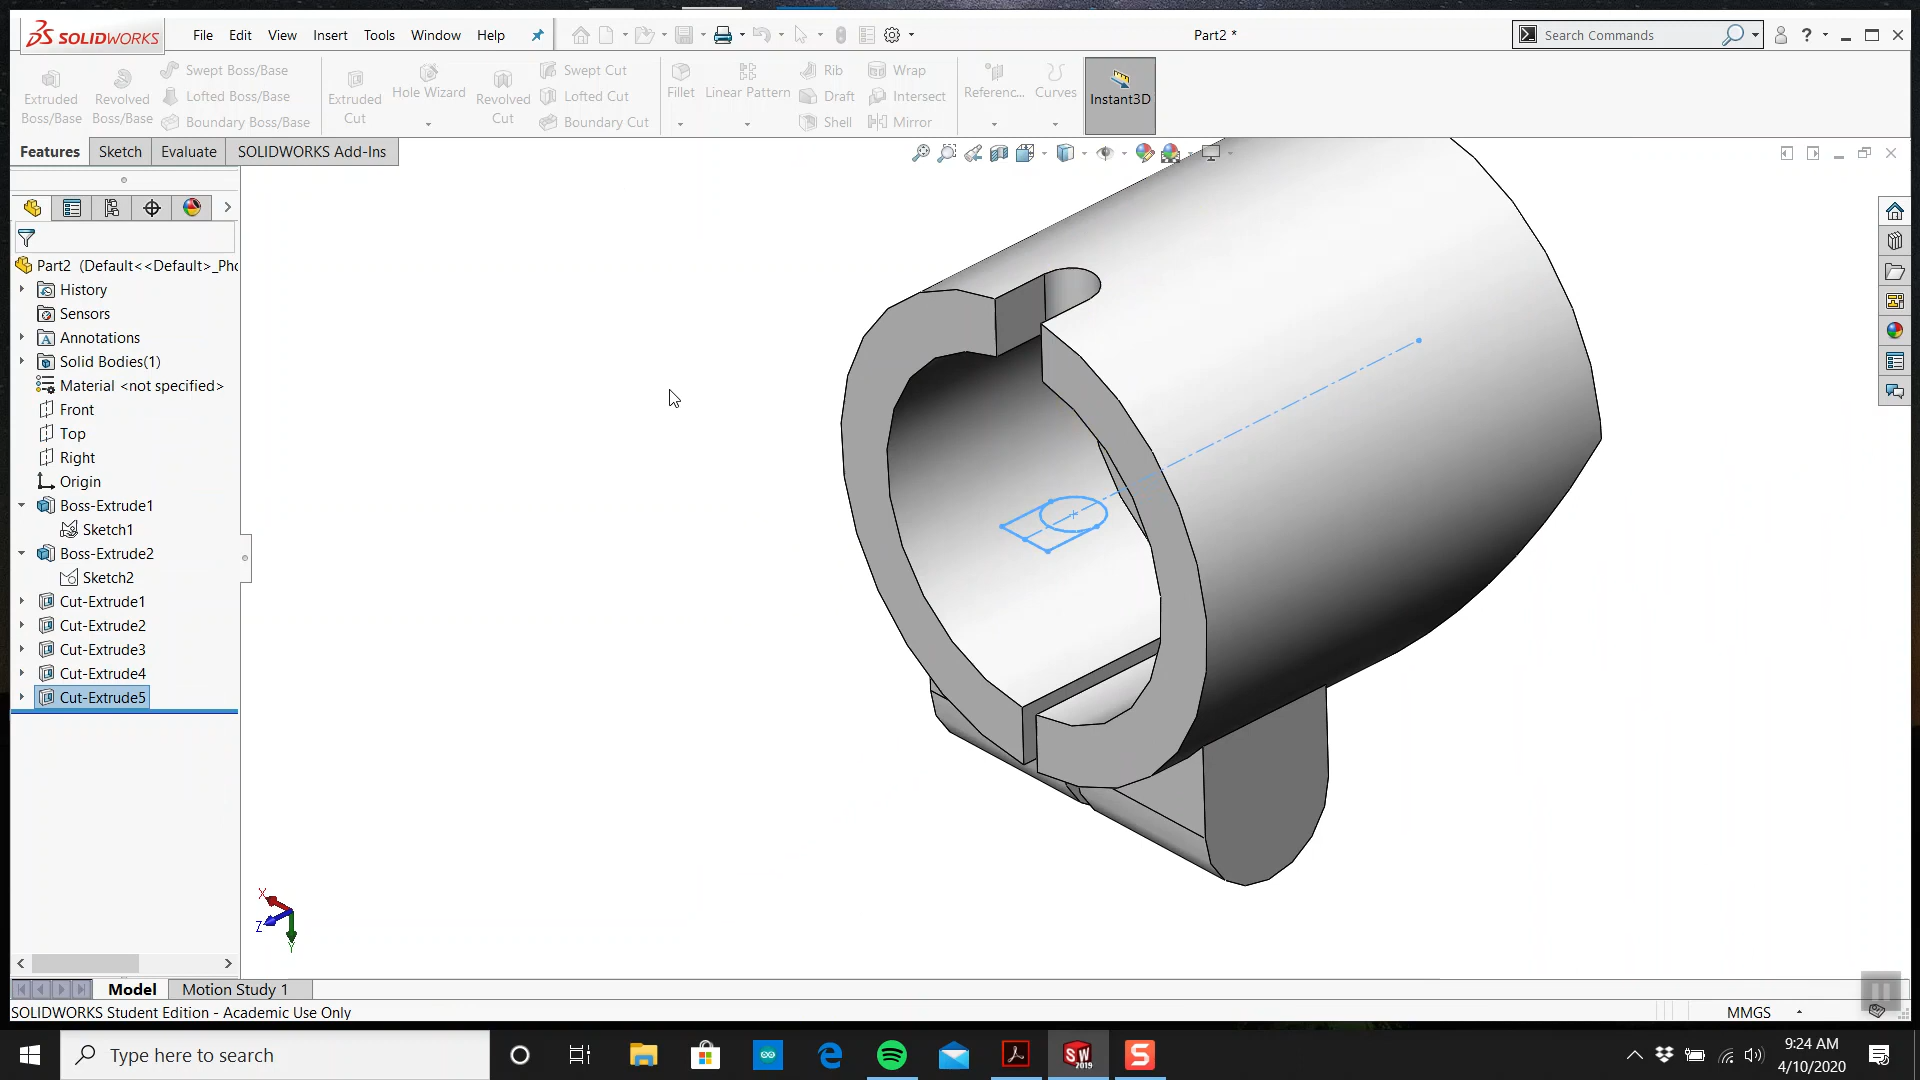 SOLIDWORKS File Edit View Insert Tools Window Help Part2 * Search Commands ?
Extruded Boss/Base
Revolved Boss/Base
Swept Boss/Base
Lofted Boss/Base
Boundary Boss/Base
Extruded Cut
Hole Wizard
Revolved Cut
Swept Cut
Lofted Cut
Boundary Cut
Fillet
Linear Pattern
Rib
Draft
Shell
Wrap
Intersect
Mirror
Referenc...
Curves
Instant3D
Features Sketch Evaluate SOLIDWORKS Add-Ins
Part2 (Default<<Default>_Pho
History
Sensors
Annotations
Solid Bodies(1)
Material <not specified>
Front
Top
Right
Origin
Boss-Extrude1
Sketch1
Boss-Extrude2
Sketch2
Cut-Extrude1
Cut-Extrude2
Cut-Extrude3
Cut-Extrude4
Cut-Extrude5
X
Z
Y
Model Motion Study 1
SOLIDWORKS Student Edition - Academic Use Only MMGS
Type here to search
SW 2019
S
9:24 AM
4/10/2020